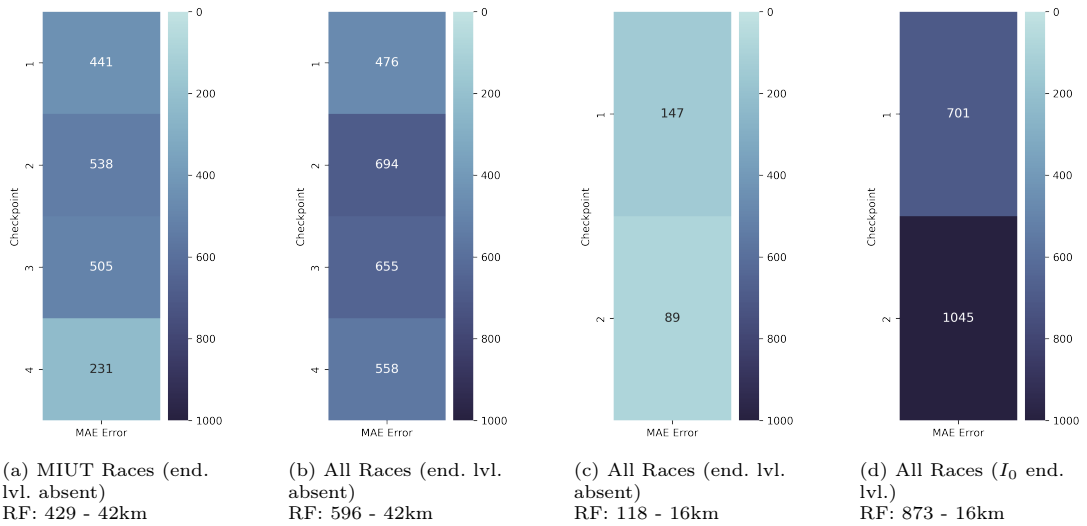 0
200
400
600
800
1000
Checkpoint
1
2
3
4
441
538
505
231
MAE Error
(a) MIUT Races (end.
lvl. absent)
RF: 429 - 42km
0
200
400
600
800
1000
Checkpoint
1
2
3
4
476
694
655
558
MAE Error
(b) All Races (end. lvl.
absent)
RF: 596 - 42km
0
200
400
600
800
1000
Checkpoint
1
2
147
89
MAE Error
(c) All Races (end. lvl.
absent)
RF: 118 - 16km
0
200
400
600
800
1000
Checkpoint
1
2
701
1045
MAE Error
(d) All Races (I₀ end.
lvl.)
RF: 873 - 16km